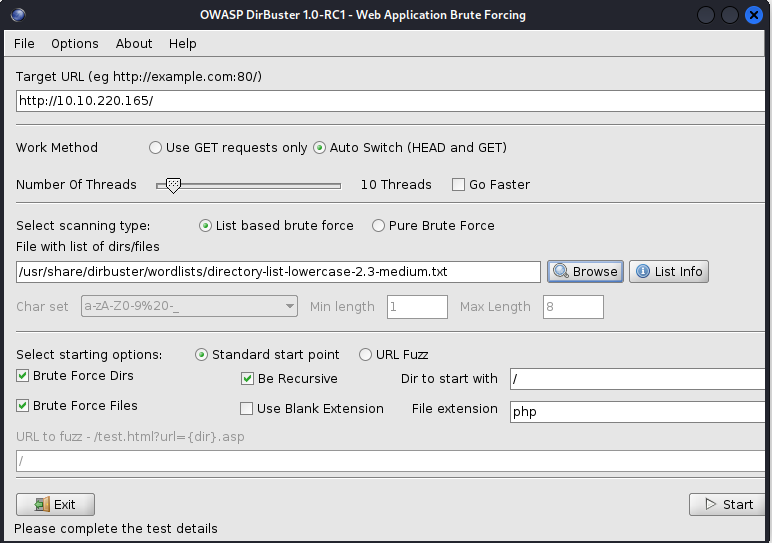 OWASP DirBuster 1.0-RC1 - Web Application Brute Forcing
File Options About Help
Target URL (eg http://example.com:80/)
http://10.10.220.165/
Work Method Use GET requests only Auto Switch (HEAD and GET)
Number Of Threads 10 Threads Go Faster
Select scanning type: List based brute force Pure Brute Force
File with list of dirs/files
/usr/share/dirbuster/wordlists/directory-list-lowercase-2.3-medium.txt Browse List Info
Char set a-zA-Z0-9%20-_ Min length 1 Max Length 8
Select starting options: Standard start point URL Fuzz
Brute Force Dirs Be Recursive Dir to start with /
Brute Force Files Use Blank Extension File extension php
URL to fuzz - /test.html?url={dir}.asp
/
Exit Start
Please complete the test details